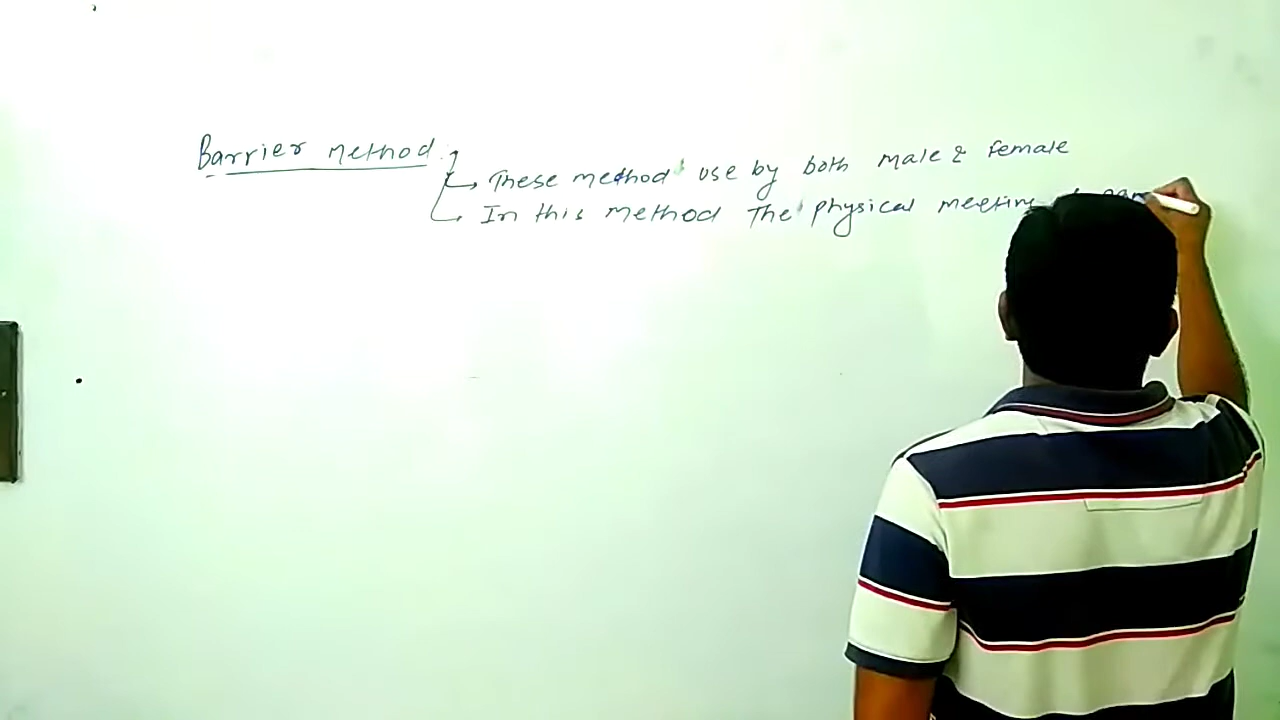 Barrier method
These method use by both male & female
In this method The physical meeting